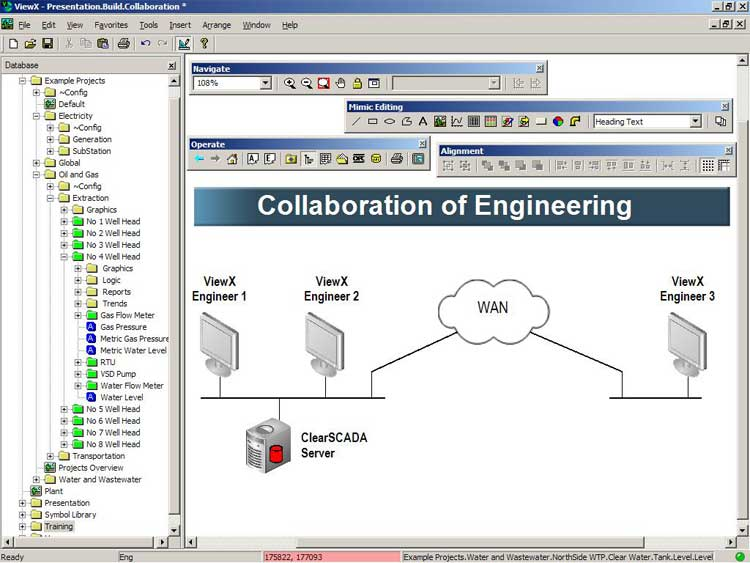 ViewX - Presentation.Build.Collaboration *
File Edit View Favorites Tools Insert Arrange Window Help
Database
Example Projects
~Config
Default
Electricity
~Config
Generation
SubStation
Global
Oil and Gas
~Config
Extraction
Graphics
No 1 Well Head
No 2 Well Head
No 3 Well Head
No 4 Well Head
Graphics
Logic
Reports
Trends
Gas Flow Meter
Gas Pressure
Metric Gas Pressure
Metric Water Level
RTU
VSD Pump
Water Flow Meter
Water Level
No 5 Well Head
No 6 Well Head
No 7 Well Head
No 8 Well Head
Transportation
Projects Overview
Water and Wastewater
Plant
Presentation
Symbol Library
Training
Navigate
108%
Mimic Editing
Heading Text
Operate
Alignment
Collaboration of Engineering
ViewX
Engineer 1
ViewX
Engineer 2
WAN
ViewX
Engineer 3
ClearSCADA
Server
Ready Eng 175822, 177093 Example Projects.Water and Wastewater.NorthSide WTP.Clear Water.Tank.Level.Level